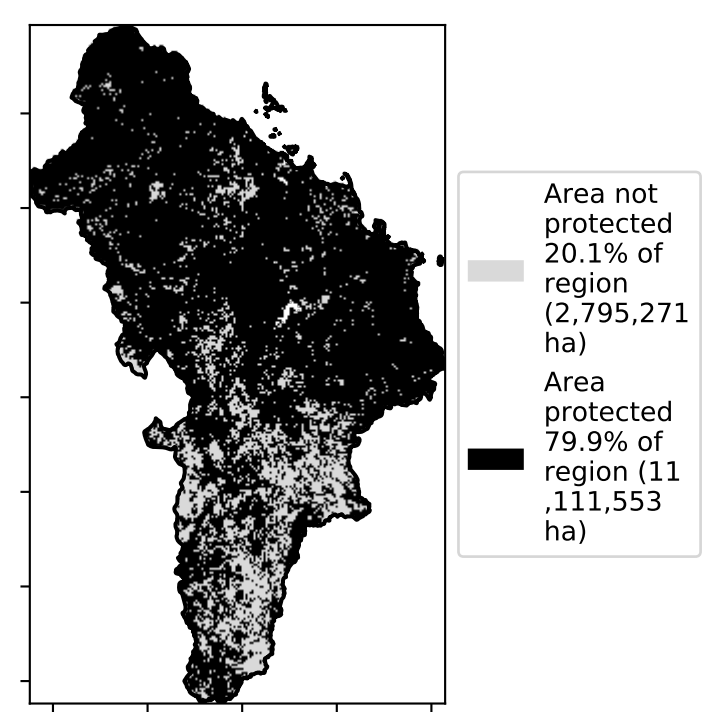 Area not
protected
20.1% of
region
(2,795,271
ha)
Area
protected
79.9% of
region (11
,111,553
ha)